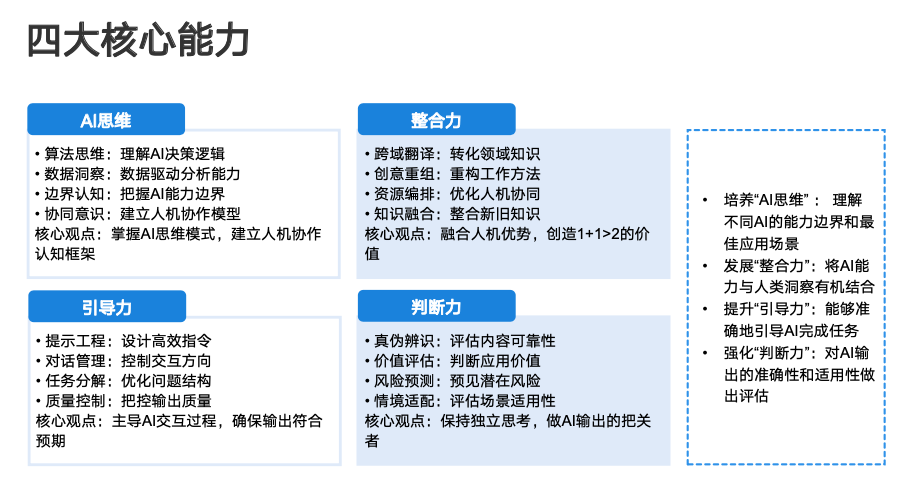 四大核心能力
AI思维
• 算法思维：理解AI决策逻辑
• 数据洞察：数据驱动分析能力
• 边界认知：把握AI能力边界
• 协同意识：建立人机协作模型
核心观点：掌握AI思维模式，建立人机协作
认知框架
整合力
• 跨域翻译：转化领域知识
• 创意重组：重构工作方法
• 资源编排：优化人机协同
• 知识融合：整合新旧知识
核心观点：融合人机优势，创造1+1>2的价
值
引导力
• 提示工程：设计高效指令
• 对话管理：控制交互方向
• 任务分解：优化问题结构
• 质量控制：把控输出质量
核心观点：主导AI交互过程，确保输出符合
预期
判断力
• 真伪辨识：评估内容可靠性
• 价值评估：判断应用价值
• 风险预测：预见潜在风险
• 情境适配：评估场景适用性
核心观点：保持独立思考，做AI输出的把关
者
• 培养“AI思维” ： 理解
不同AI的能力边界和最
佳应用场景
• 发展“整合力”：将AI能
力与人类洞察有机结合
• 提升“引导力”：能够准
确地引导AI完成任务
• 强化“判断力”：对AI输
出的准确性和适用性做
出评估